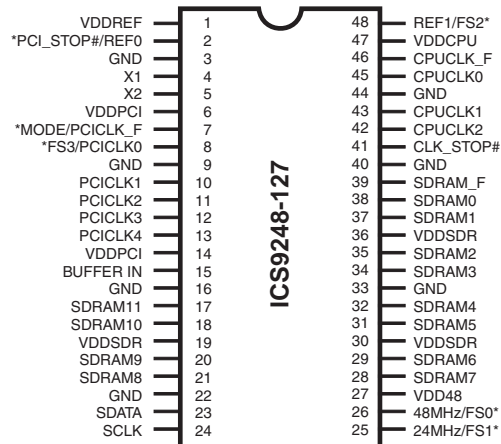 VDDREF 1 48 REF1/FS2*
*PCI_STOP#/REF0 2 47 VDDCPU
GND 3 46 CPUCLK_F
X1 4 45 CPUCLK0
X2 5 44 GND
VDDPCI 6 43 CPUCLK1
*MODE/PCICLK_F 7 42 CPUCLK2
*FS3/PCICLK0 8 41 CLK_STOP#
GND 9 40 GND
PCICLK1 10 39 SDRAM_F
PCICLK2 11 38 SDRAM0
PCICLK3 12 37 SDRAM1
PCICLK4 13 36 VDDSDR
VDDPCI 14 35 SDRAM2
BUFFER IN 15 34 SDRAM3
GND 16 33 GND
SDRAM11 17 32 SDRAM4
SDRAM10 18 31 SDRAM5
VDDSDR 19 30 VDDSDR
SDRAM9 20 29 SDRAM6
SDRAM8 21 28 SDRAM7
GND 22 27 VDD48
SDATA 23 26 48MHz/FS0*
SCLK 24 25 24MHz/FS1*
ICS9248-127